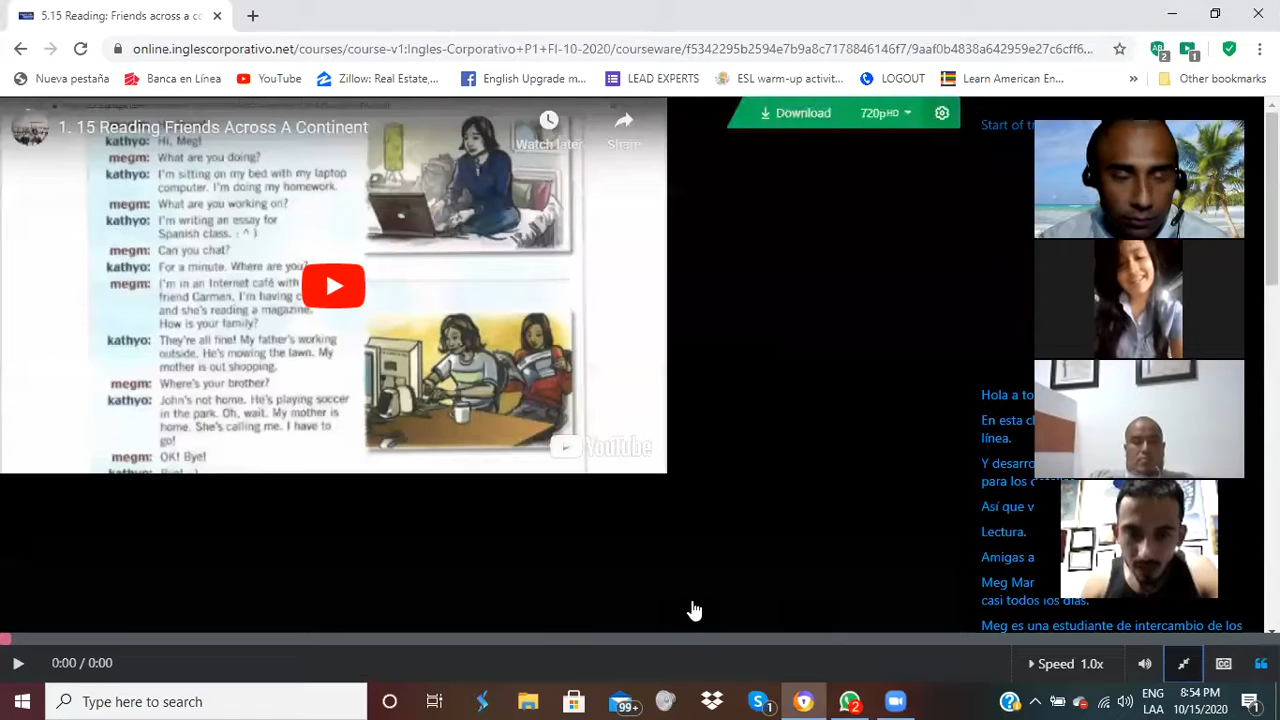 5.15 Reading: Friends across a cc
online.inglescorporativo.net/courses/course-v1:Ingles-Corporativo+P1+FI-10-2020/courseware/f5342295b2594e7b9a8c7178846146f7/9aaf0b4838a642959e27c6cff6...
2
1
Nueva pestaña
Banca en Línea
YouTube
Zillow: Real Estate,...
English Upgrade m...
LEAD EXPERTS
ESL warm-up activit...
LOGOUT
Learn American En...
»
Other bookmarks
1. 15 Reading Friends Across A Continent
Watch later
Share
kathyo: Hi, Meg!
megm: What are you doing?
kathyo: I'm sitting on my bed with my laptop
computer. I'm doing my homework.
megm: What are you working on?
kathyo: I'm writing an essay for
Spanish class. : ^ )
megm: Can you chat?
kathyo: For a minute. Where are you?
megm: I'm in an Internet café with
friend Carmen. I'm having
and she's reading a magazine.
How is your family?
kathyo: They're all fine! My father's working
outside. He's mowing the lawn. My
mother is out shopping.
megm: Where's your brother?
kathyo: John's not home. He's playing soccer
in the park. Oh, wait. My mother is
home. She's calling me. I have to
go!
megm: OK! Bye!
YouTube
Download
720pHD
Start of
Hola a
En esta
línea.
Y
para los
Así que
Lectura.
Amigas a
Meg Mar
casi todos los días.
Meg es una estudiante de intercambio de los
0:00 / 0:00
Speed 1.0x
Type here to search
99+
1
2
ENG
LAA
8:54 PM
10/15/2020
1